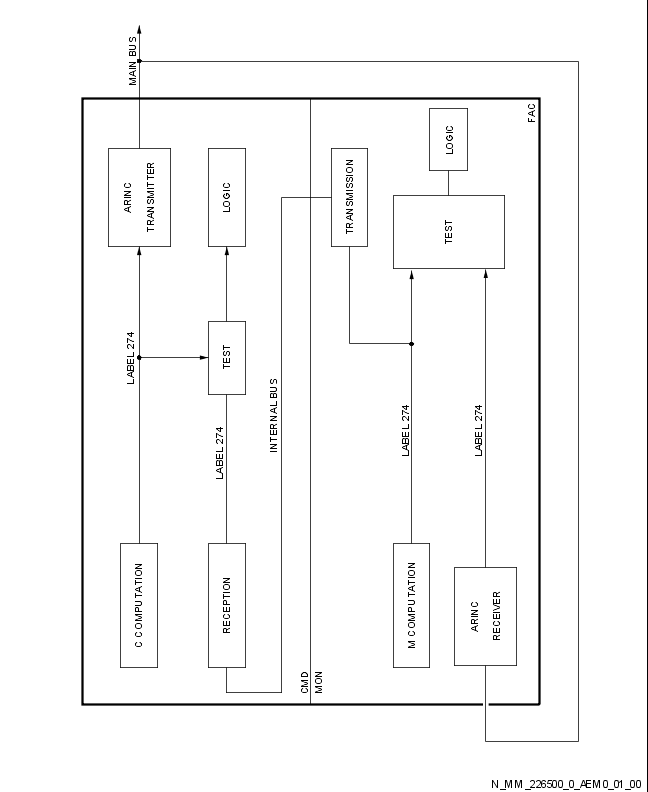 MAIN BUS
FAC
ARINC
TRANSMITTER
LOGIC
TRANSMISSION
LOGIC
TEST
LABEL 274
TEST
INTERNAL BUS
LABEL 274
LABEL 274
LABEL 274
C COMPUTATION
RECEPTION
M COMPUTATION
ARINC
RECEIVER
CMD
MON
N_MM_226500_0_AEM0_01_00